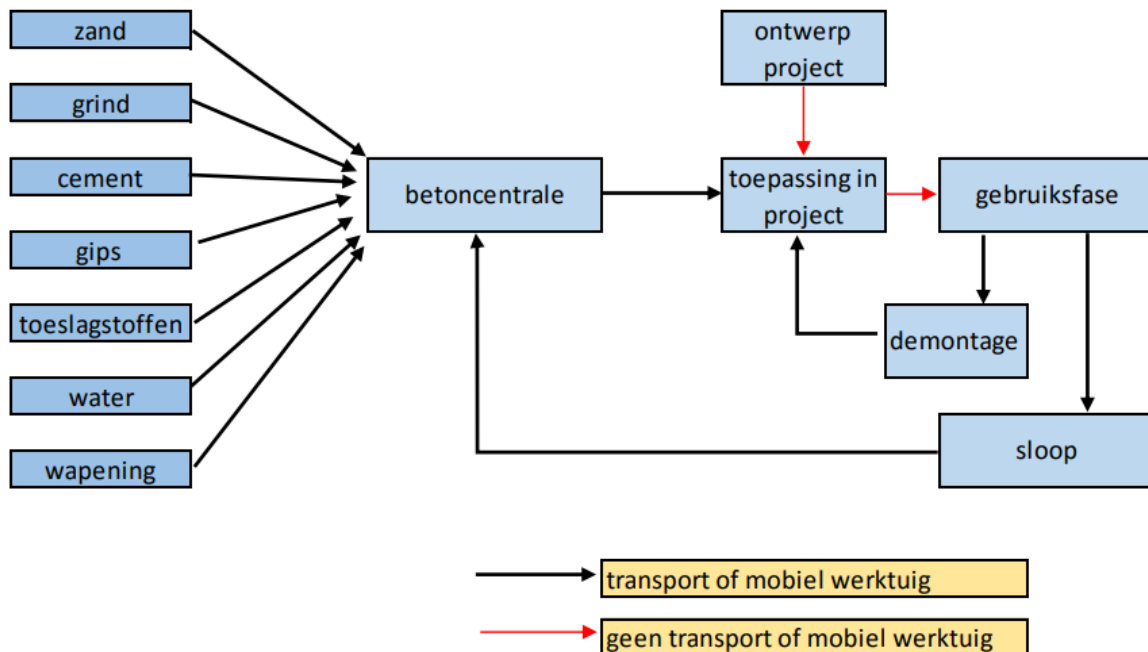 zand
grind
cement
gips
toeslagstoffen
water
wapening
betoncentrale
ontwerp
project
toepassing in
project
gebruiksfase
demontage
sloop
transport of mobiel werktuig
geen transport of mobiel werktuig